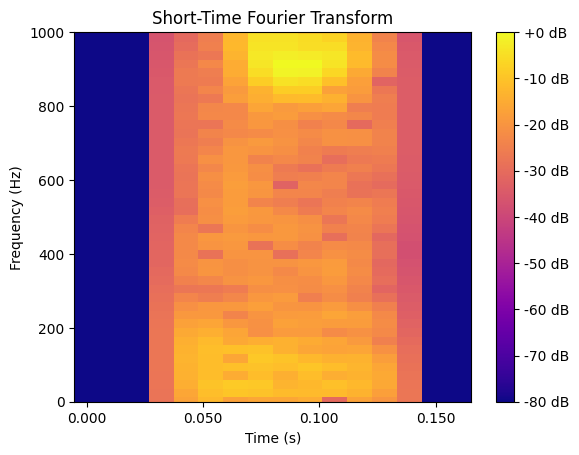 Short-Time Fourier Transform
1000
800
600
400
200
0
Frequency (Hz)
0.000
0.050
0.100
0.150
Time (s)
+0 dB
-10 dB
-20 dB
-30 dB
-40 dB
-50 dB
-60 dB
-70 dB
-80 dB